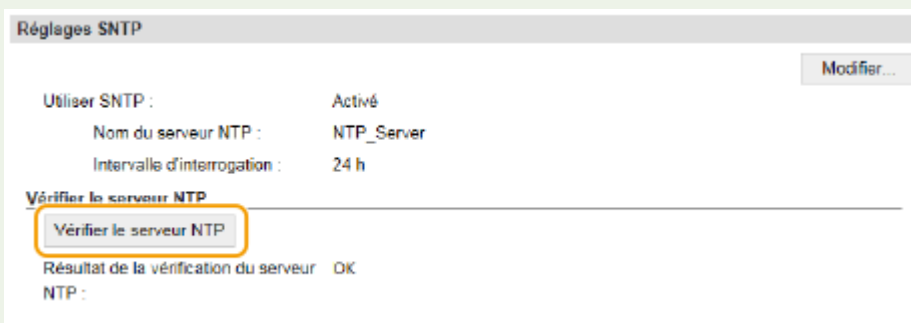 Réglages SNTP
Modifier...
Utiliser SNTP : Activé
Nom du serveur NTP : NTP_Server
Intervalle d'interrogation : 24 h
Vérifier le serveur NTP
Vérifier le serveur NTP
Résultat de la vérification du serveur OK
NTP :